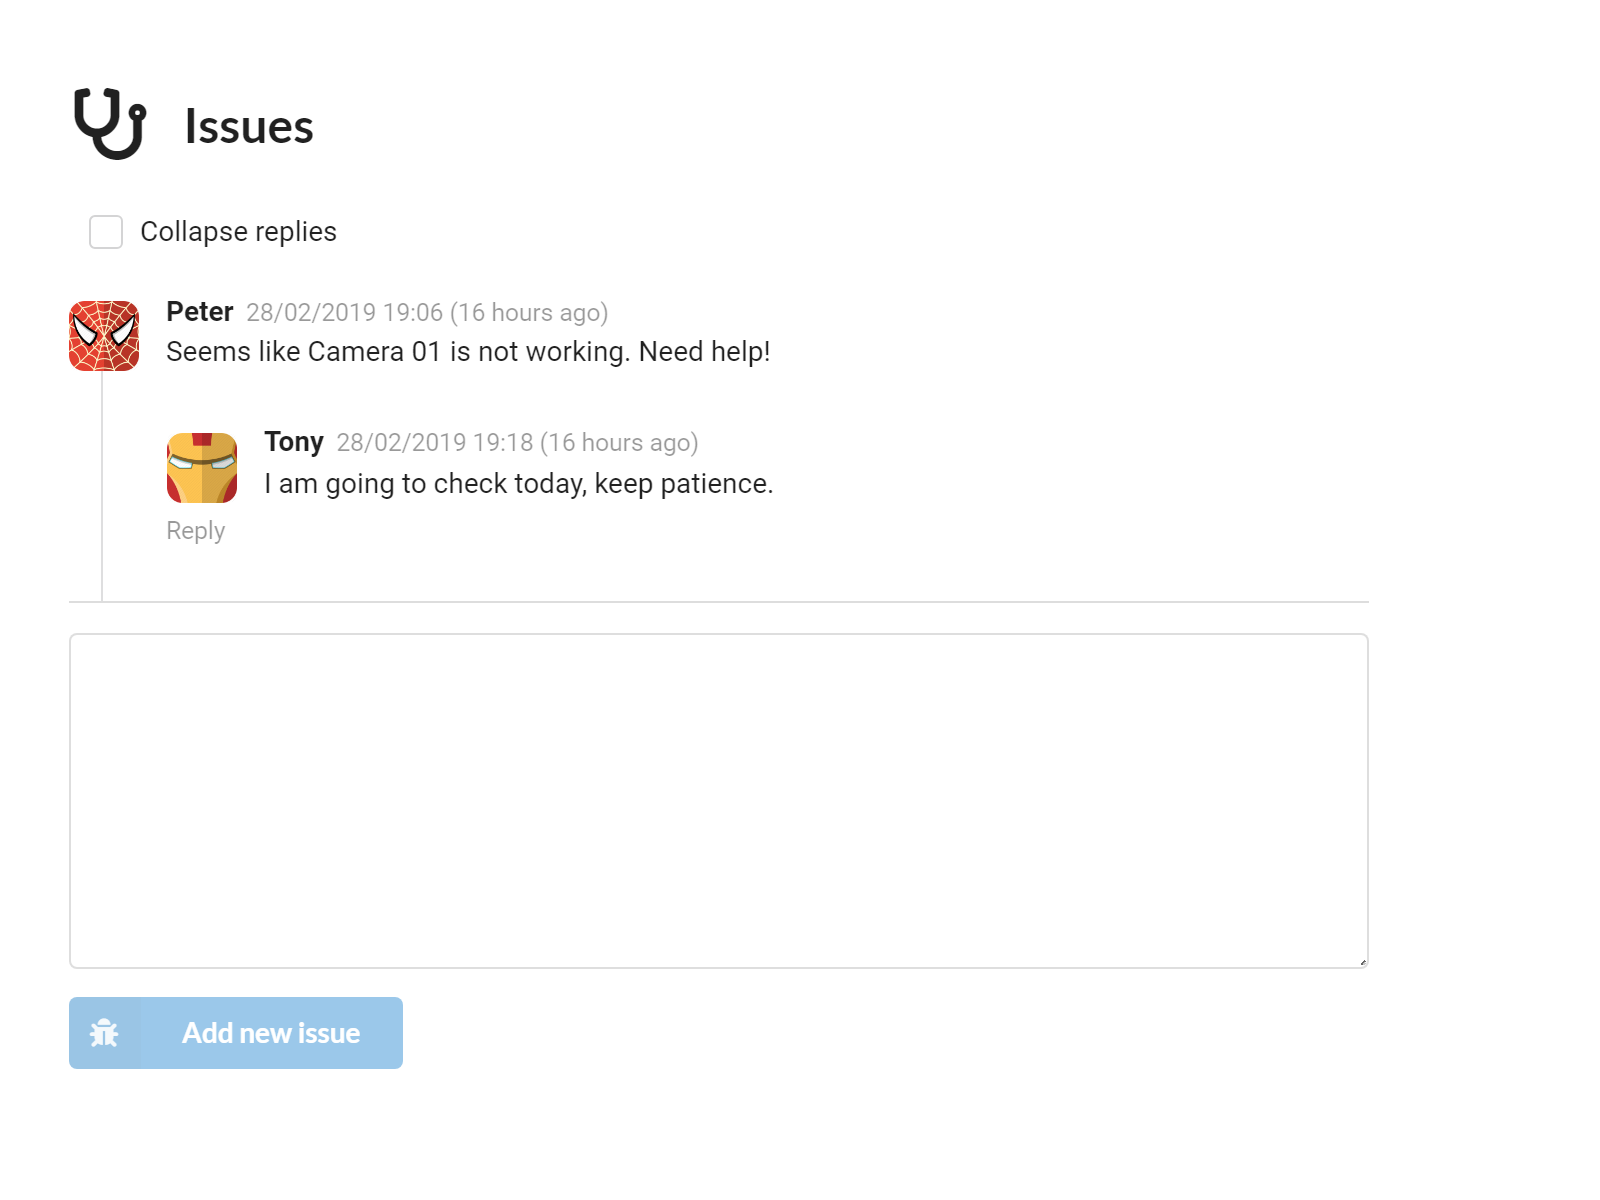 Issues
Collapse replies
Peter 28/02/2019 19:06 (16 hours ago)
Seems like Camera 01 is not working. Need help!
Tony 28/02/2019 19:18 (16 hours ago)
I am going to check today, keep patience.
Reply
Add new issue